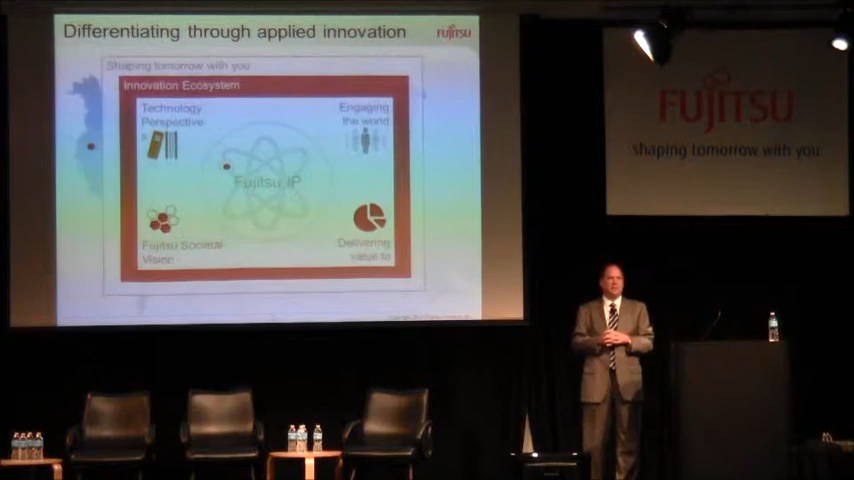 Differentiating through applied innovation
FUJITSU
Shaping tomorrow with you
Innovation Ecosystem
Technology
Perspective
Engaging
the world
Fujitsu IP
Fujitsu Societal
Vision
Delivering
value to
FUJITSU
shaping tomorrow with you